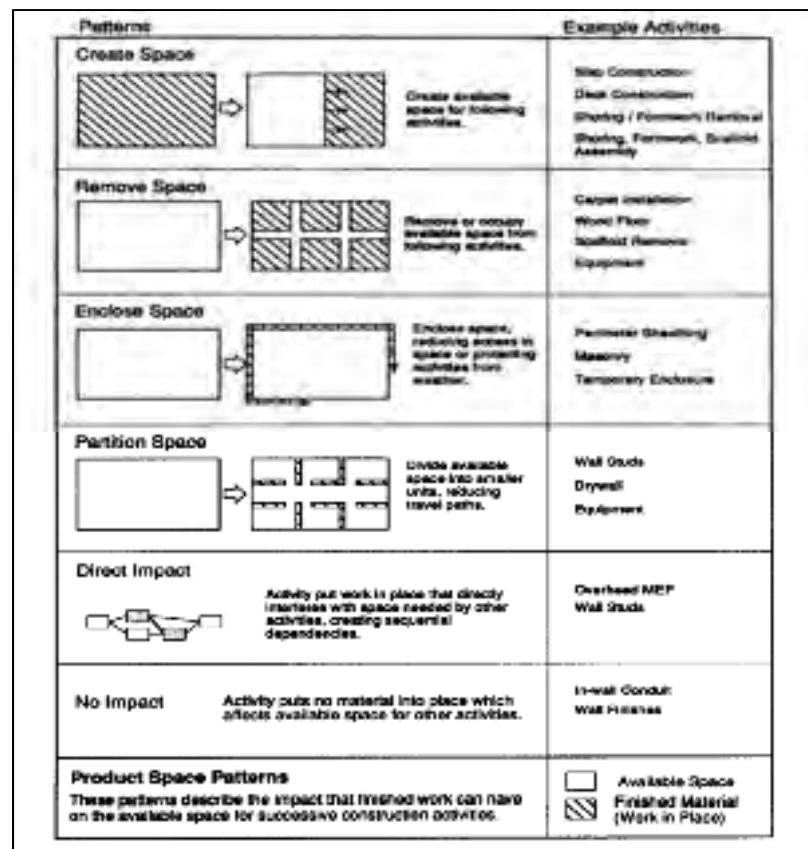 Patterns
Example Activities
Create Space
Create available
space for following
activities.
Slab Construction
Deck Construction
Shoring / Formwork Removal
Shoring, Formwork, Scaffold
Assembly
Remove Space
Remove or occupy
available space from
following activities.
Carpet Installation
Wood Floor
Scaffold Removal
Equipment
Enclose Space
Enclose space,
reducing access in
space or protecting
activities from
weather.
Perimeter Sheathing
Masonry
Temporary Enclosure
Partition Space
Divide available
space into smaller
units, reducing
travel paths.
Wall Studs
Drywall
Equipment
Direct Impact
Activity put work in place that directly
interferes with space needed by other
activities, creating sequential
dependencies.
Overhead MEP
Wall Studs
No Impact
Activity puts no material into place which
affects available space for other activities.
In-wall Conduit
Wall Finishes
Product Space Patterns
These patterns describe the impact that finished work can have
on the available space for successive construction activities.
Available Space
Finished Material
(Work in Place)